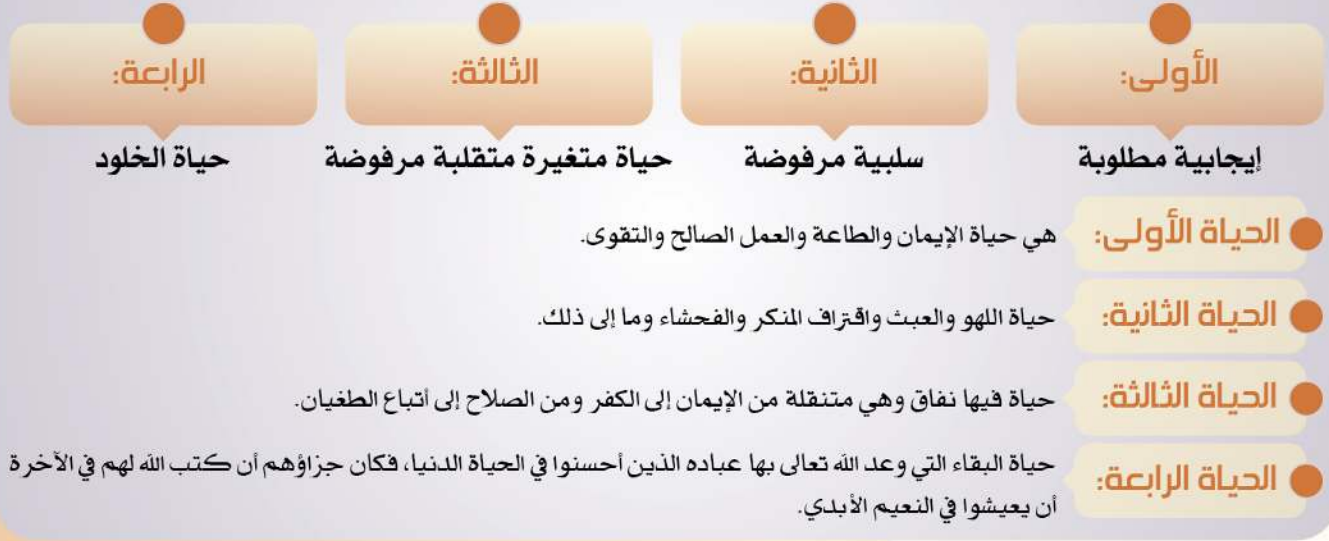 الأولى:
الثانية:
الثالثة:
الرابعة:
إيجابية مطلوبة
سلبية مرفوضة
حياة متغيرة متقلبة مرفوضة
حياة الخلود
الحياة الأولى: هي حياة الإيمان والطاعة والعمل الصالح والتقوى.
الحياة الثانية: حياة اللهو والعبث واقتراف المنكر والفحشاء وما إلى ذلك.
الحياة الثالثة: حياة فيها نفاق وهي متنقلة من الإيمان إلى الكفر ومن الصلاح إلى أتباع الطغيان.
الحياة الرابعة: حياة البقاء التي وعد الله تعالى بها عباده الذين أحسنوا في الحياة الدنيا، فكان جزاؤهم أن كتب الله لهم في الآخرة
أن يعيشوا في النعيم الأبدي.